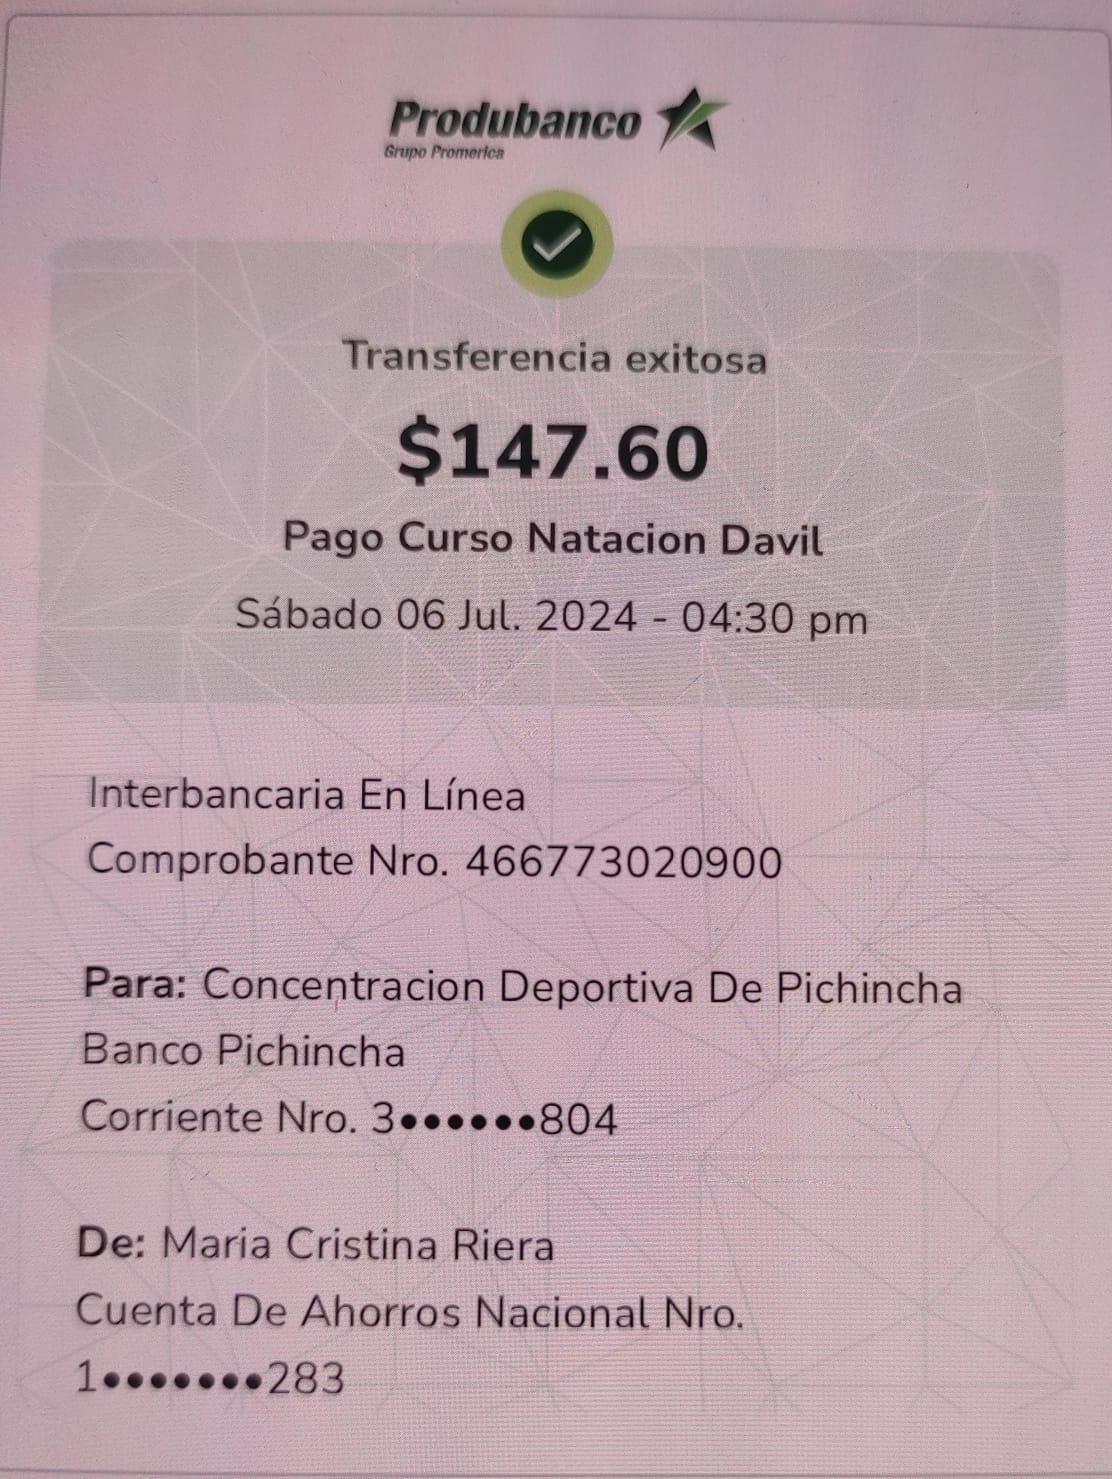 Produbanco
Grupo Promerica
Transferencia exitosa
$147.60
Pago Curso Natacion Davil
Sábado 06 Jul. 2024 - 04:30 pm
Interbancaria En Línea
Comprobante Nro. 466773020900
Para: Concentracion Deportiva De Pichincha
Banco Pichincha
Corriente Nro. 3••••••804
De: Maria Cristina Riera
Cuenta De Ahorros Nacional Nro.
1•••••••283